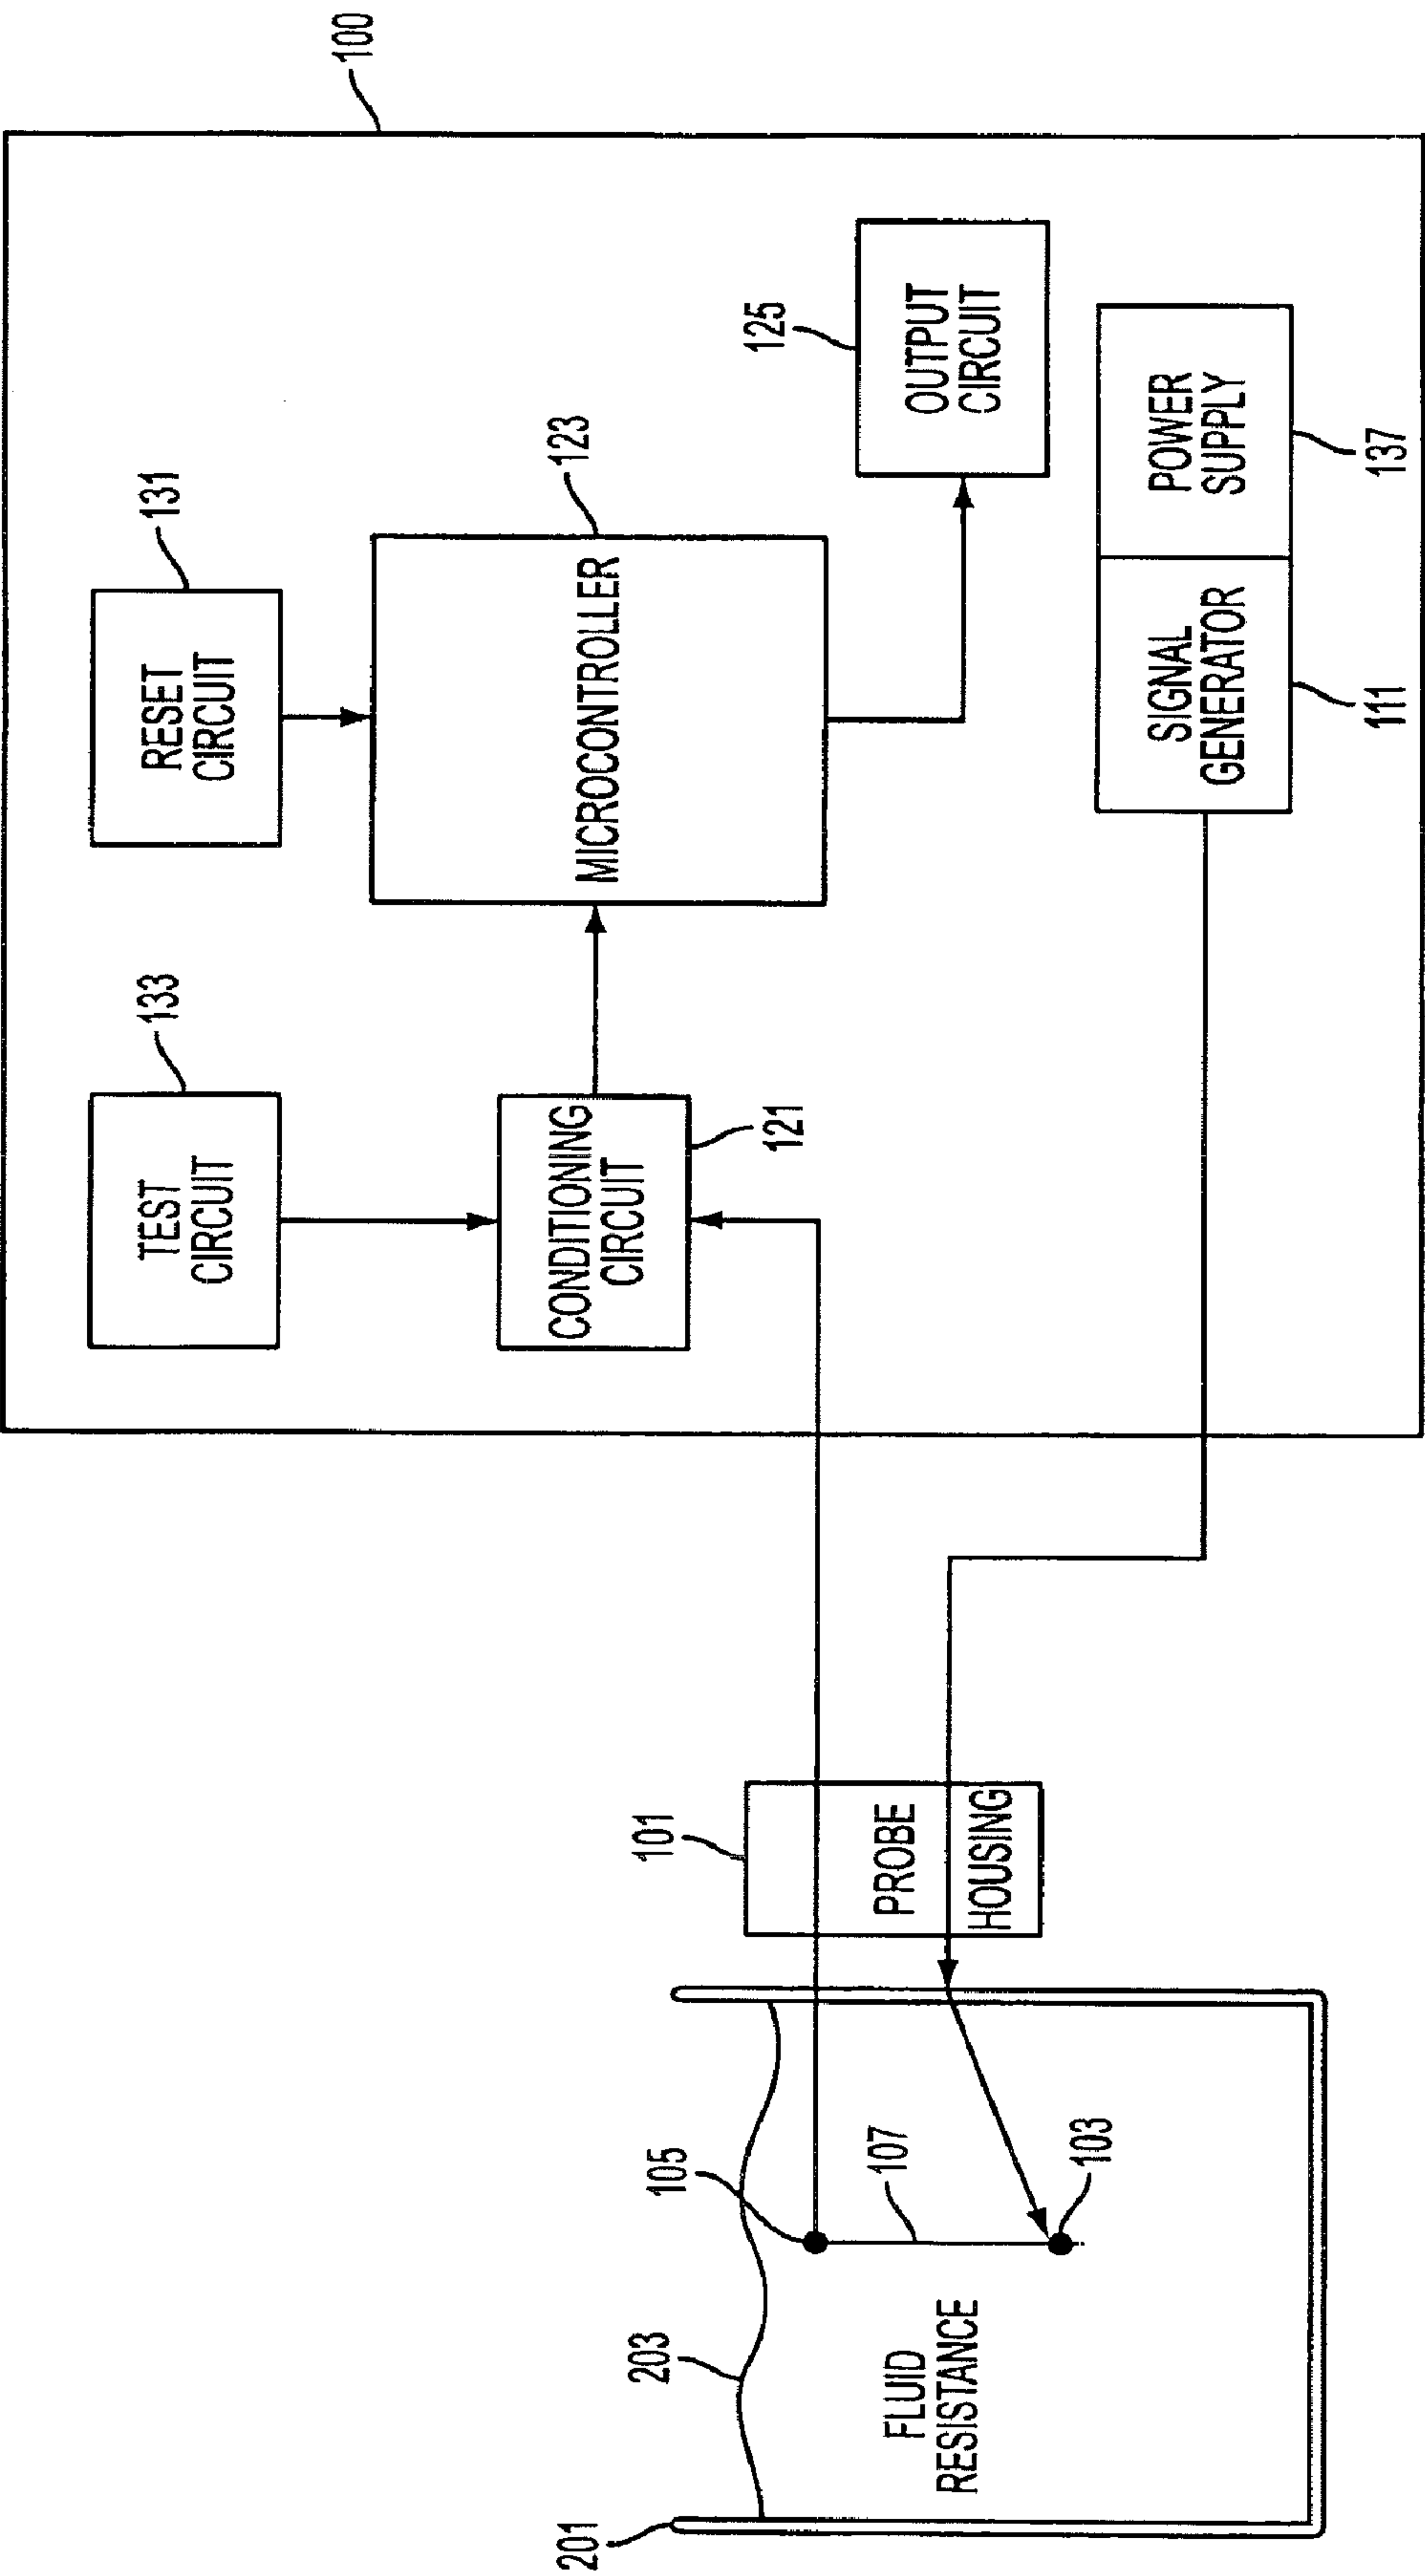 100
133
TEST
CIRCUIT
131
RESET
CIRCUIT
123
MICROCONTROLLER
CONDITIONING
CIRCUIT
121
125
OUTPUT
CIRCUIT
SIGNAL
GENERATOR
111
POWER
SUPPLY
137
101
PROBE
HOUSING
201
203
105
107
103
FLUID
RESISTANCE